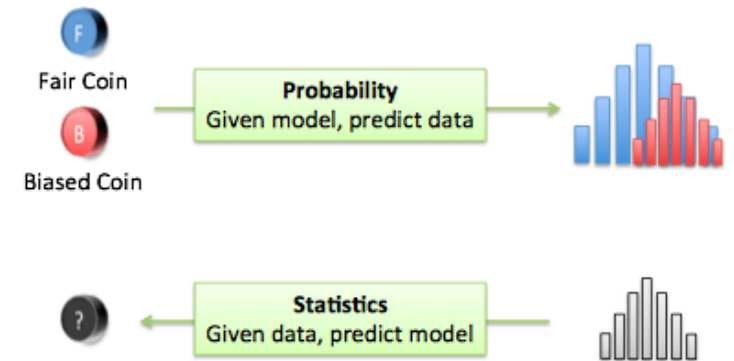 F
Fair Coin
B
Biased Coin
Probability
Given model, predict data
?
Statistics
Given data, predict model